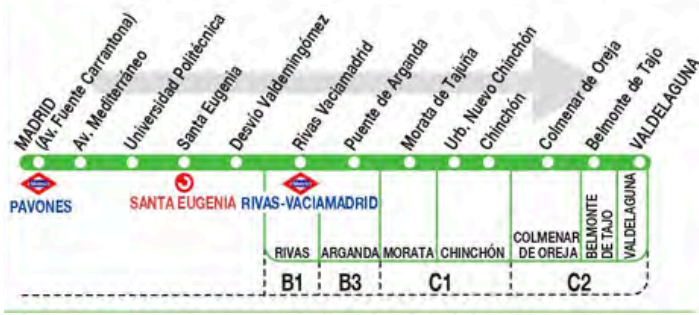 MADRID
(Av. Fuente Carrantona)
Av. Mediterráneo
Universidad Politécnica
Santa Eugenia
Desvío Valdemingómez
Rivas Vaciamadrid
Puente de Arganda
Morata de Tajuña
Urb. Nuevo Chinchón
Chinchón
Colmenar de Oreja
Belmonte de Tajo
VALDELAGUNA
PAVONES
SANTA EUGENIA
RIVAS-VACIAMADRID
RIVAS
ARGANDA
MORATA
CHINCHÓN
COLMENAR
DE OREJA
BELMONTE
DE TAJO
VALDELAGUNA
B1
B3
C1
C2